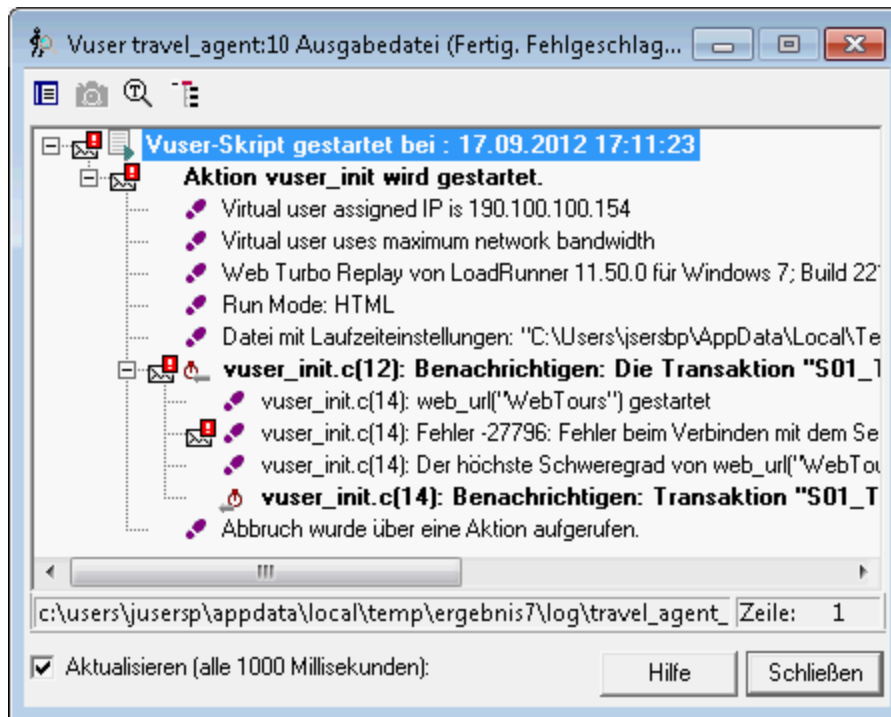 Vuser travel_agent:10 Ausgabedatei (Fertig. Fehlgeschlag...
Vuser-Skript gestartet bei : 17.09.2012 17:11:23
Aktion vuser_init wird gestartet.
Virtual user assigned IP is 190.100.100.154
Virtual user uses maximum network bandwidth
Web Turbo Replay von LoadRunner 11.50.0 für Windows 7; Build 22
Run Mode: HTML
Datei mit Laufzeiteinstellungen: "C:\Users\jsersbp\AppData\Local\Te
vuser_init.c(12): Benachrichtigen: Die Transaktion "S01_T
vuser_init.c(14): web_url("WebTours") gestartet
vuser_init.c(14): Fehler -27796: Fehler beim Verbinden mit dem Se
vuser_init.c(14): Der höchste Schweregrad von web_url("WebTou
vuser_init.c(14): Benachrichtigen: Transaktion "S01_T
Abbruch wurde über eine Aktion aufgerufen.
c:\users\jusersp\appdata\local\temp\ergebnis7\log\travel_agent_ Zeile: 1
Aktualisieren (alle 1000 Millisekunden):
Hilfe Schließen